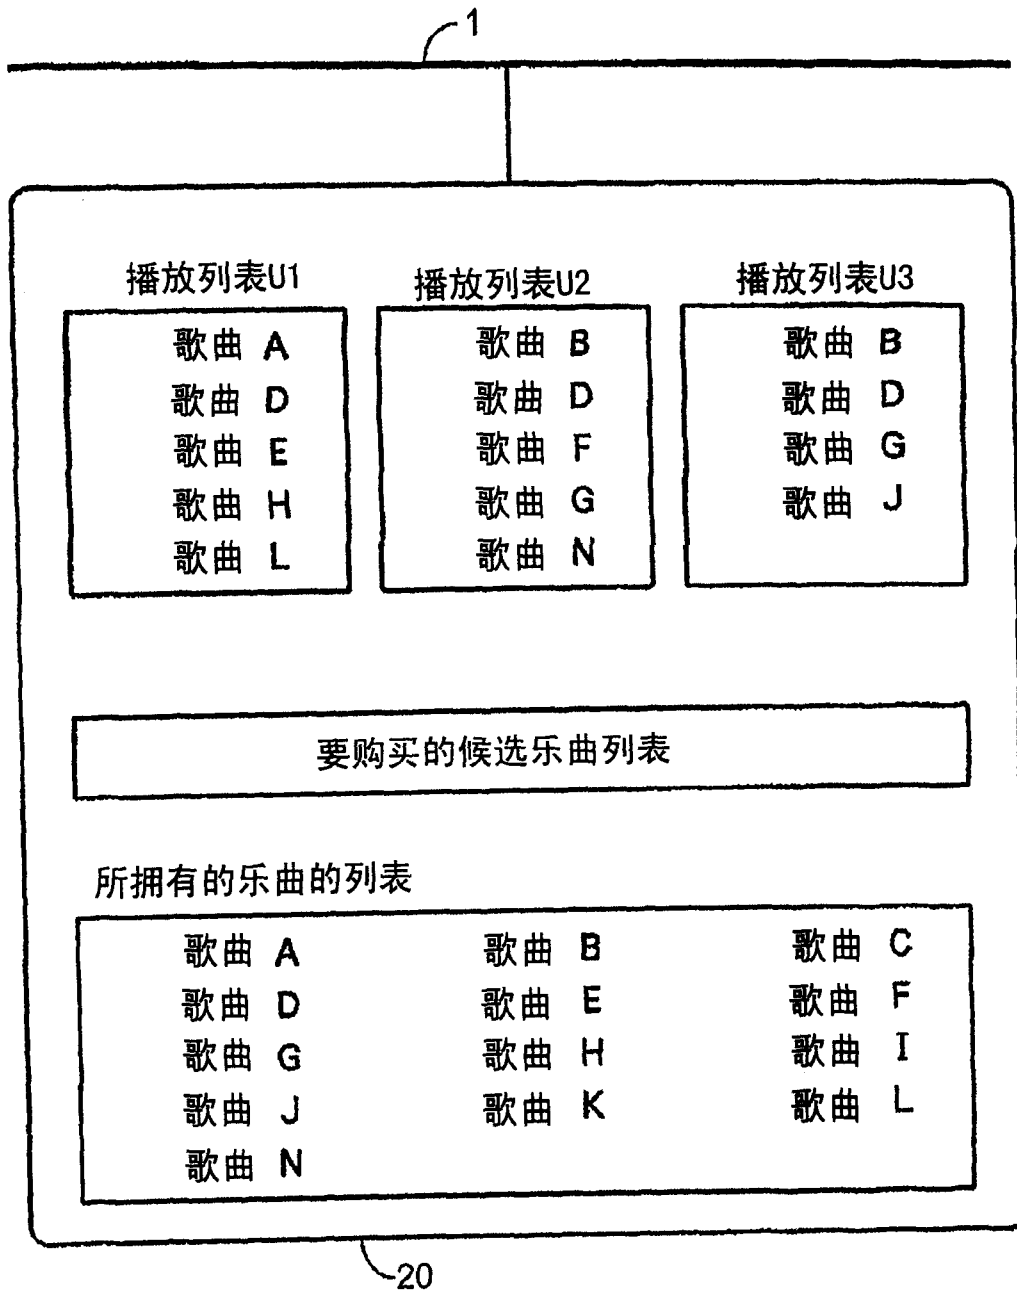 1
播放列表U1
歌曲 A
歌曲 D
歌曲 E
歌曲 H
歌曲 L
播放列表U2
歌曲 B
歌曲 D
歌曲 F
歌曲 G
歌曲 N
播放列表U3
歌曲 B
歌曲 D
歌曲 G
歌曲 J
要购买的候选乐曲列表
所拥有的乐曲的列表
歌曲 A 歌曲 B 歌曲 C
歌曲 D 歌曲 E 歌曲 F
歌曲 G 歌曲 H 歌曲 I
歌曲 J 歌曲 K 歌曲 L
歌曲 N
20